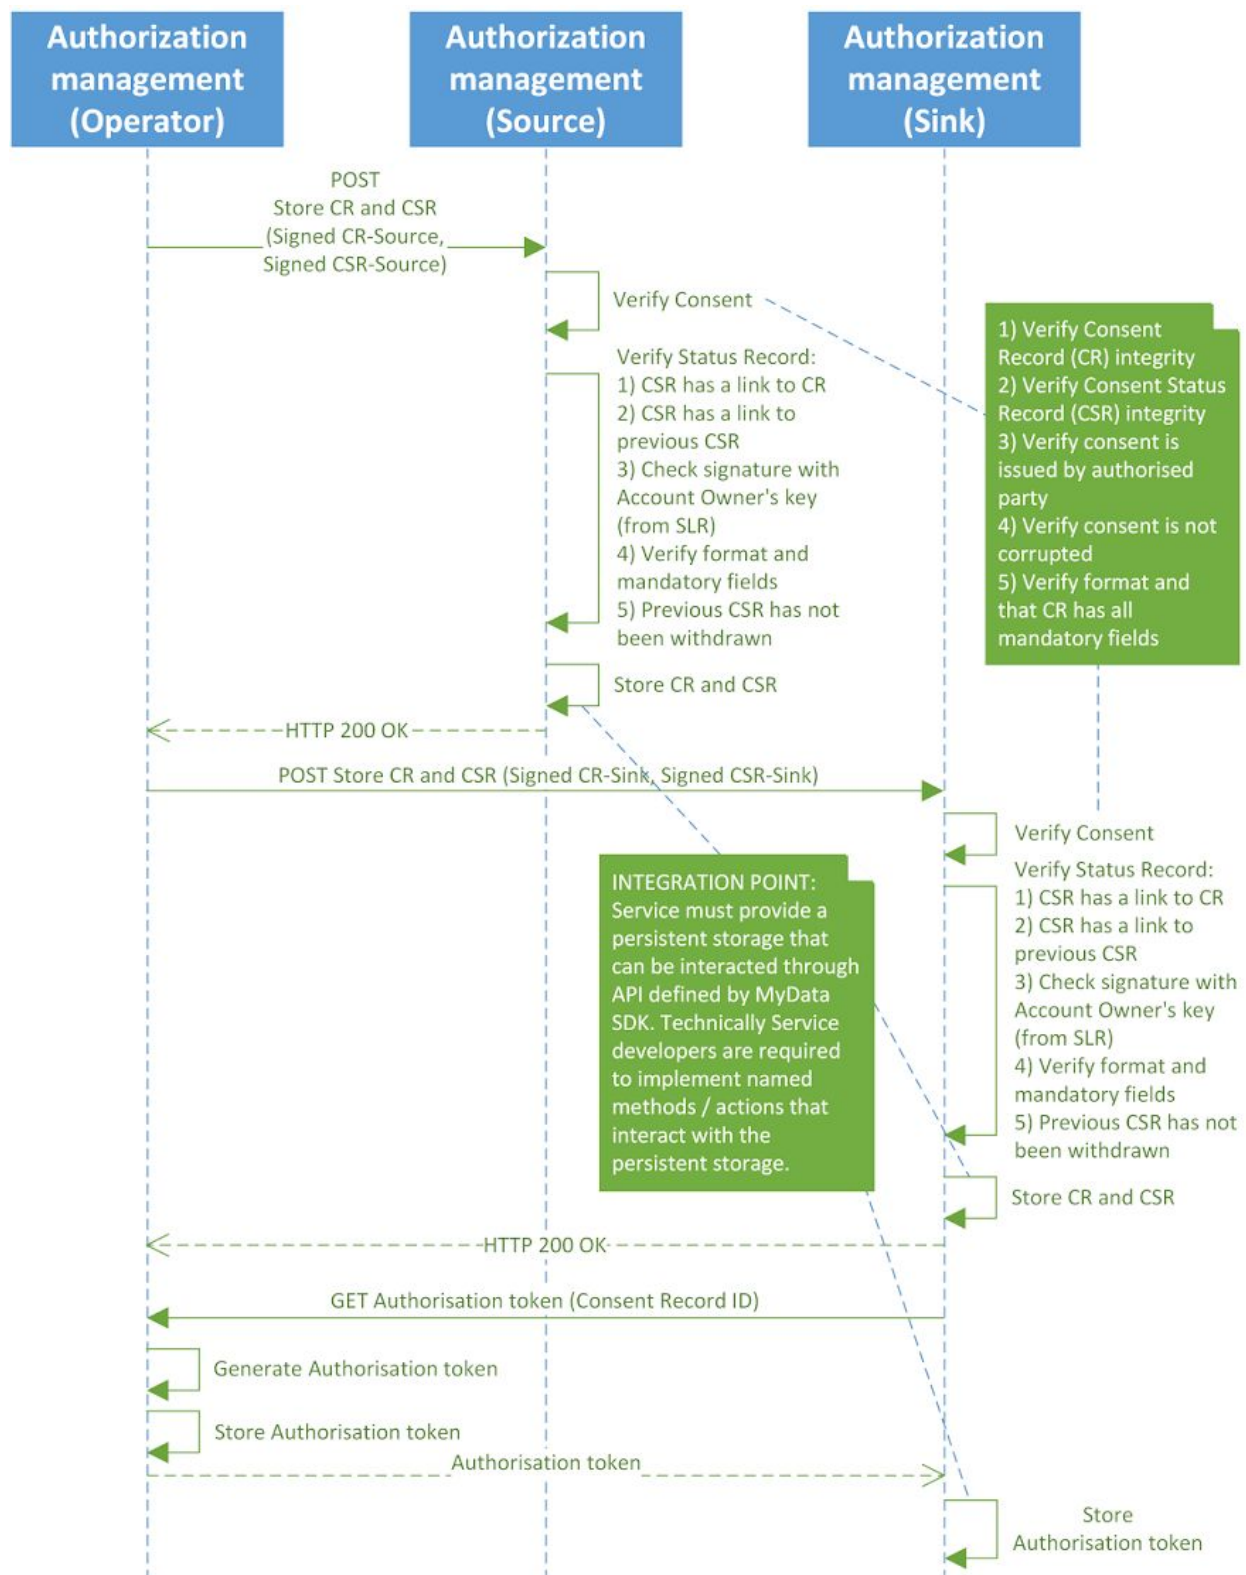 Authorization
management
(Operator)
Authorization
management
(Source)
Authorization
management
(Sink)
POST
Store CR and CSR
(Signed CR-Source,
Signed CSR-Source)
Verify Consent
1) Verify Consent
Record (CR) integrity
2) Verify Consent Status
Record (CSR) integrity
3) Verify consent is
issued by authorised
party
4) Verify consent is not
corrupted
5) Verify format and
that CR has all
mandatory fields
Verify Status Record:
1) CSR has a link to CR
2) CSR has a link to
previous CSR
3) Check signature with
Account Owner's key
(from SLR)
4) Verify format and
mandatory fields
5) Previous CSR has not
been withdrawn
Store CR and CSR
HTTP 200 OK
POST Store CR and CSR (Signed CR-Sink, Signed CSR-Sink)
Verify Consent
INTEGRATION POINT:
Service must provide a
persistent storage that
can be interacted through
API defined by MyData
SDK. Technically Service
developers are required
to implement named
methods / actions that
interact with the
persistent storage.
Verify Status Record:
1) CSR has a link to CR
2) CSR has a link to
previous CSR
3) Check signature with
Account Owner's key
(from SLR)
4) Verify format and
mandatory fields
5) Previous CSR has not
been withdrawn
Store CR and CSR
HTTP 200 OK
GET Authorisation token (Consent Record ID)
Generate Authorisation token
Store Authorisation token
Authorisation token
Store
Authorisation token